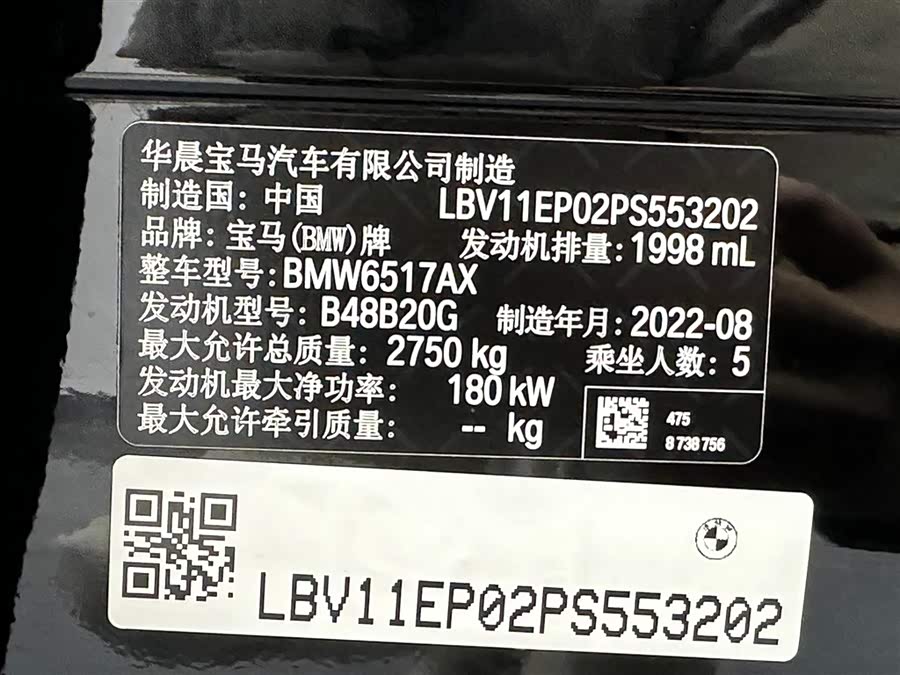 华晨宝马汽车有限公司制造
制造国：中国 LBV11EP02PS553202
品牌：宝马(BMW)牌 发动机排量：1998 mL
整车型号：BMW6517AX
发动机型号：B48B20G 制造年月：2022-08
最大允许总质量：2750 kg 乘坐人数：5
发动机最大净功率：180 kW
最大允许牵引质量：-- kg
475
8 738 756
BMW
LBV11EP02PS553202